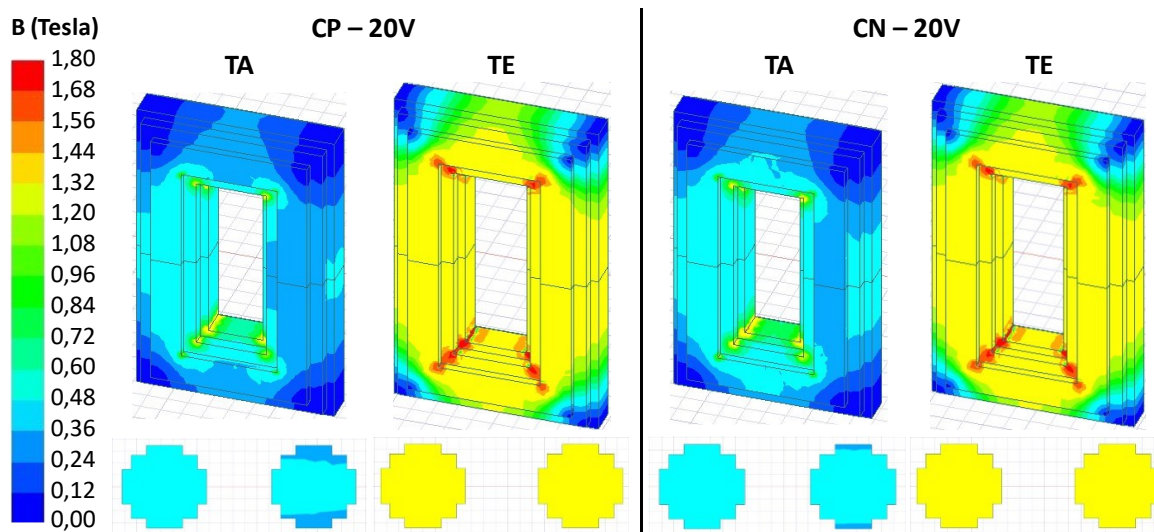 B (Tesla)
CP – 20V
CN – 20V
TA
TE
TA
TE
1,80
1,68
1,56
1,44
1,32
1,20
1,08
0,96
0,84
0,72
0,60
0,48
0,36
0,24
0,12
0,00